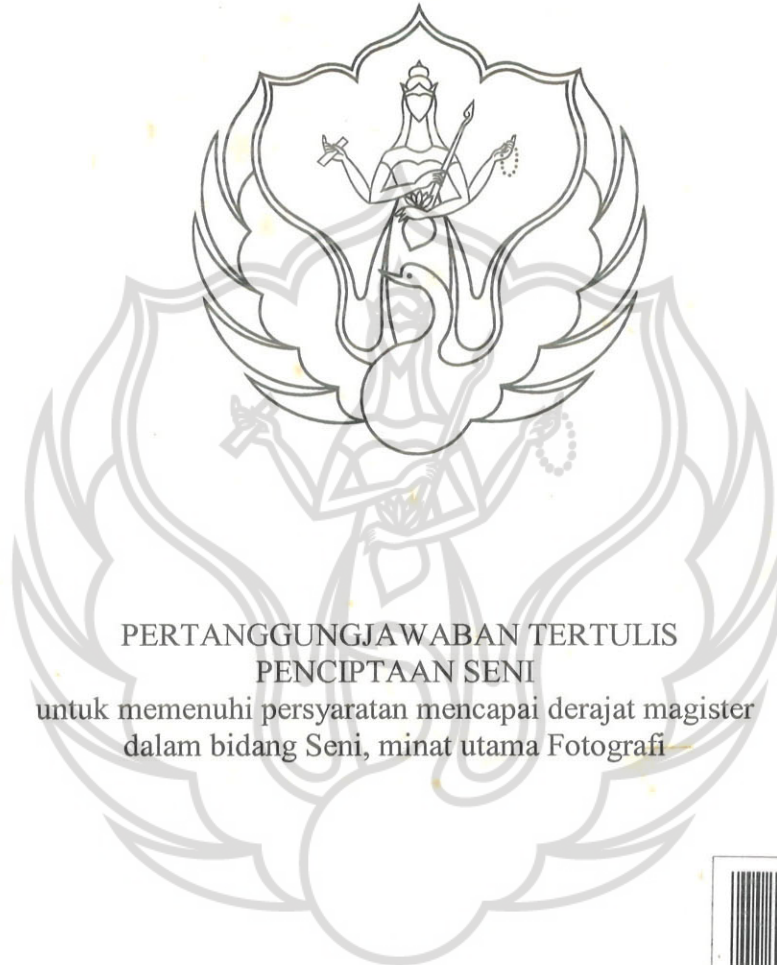 PERTANGGUNGJAWABAN TERTULIS
PENCIPTAAN SENI
untuk memenuhi persyaratan mencapai derajat magister
dalam bidang Seni, minat utama Fotografi